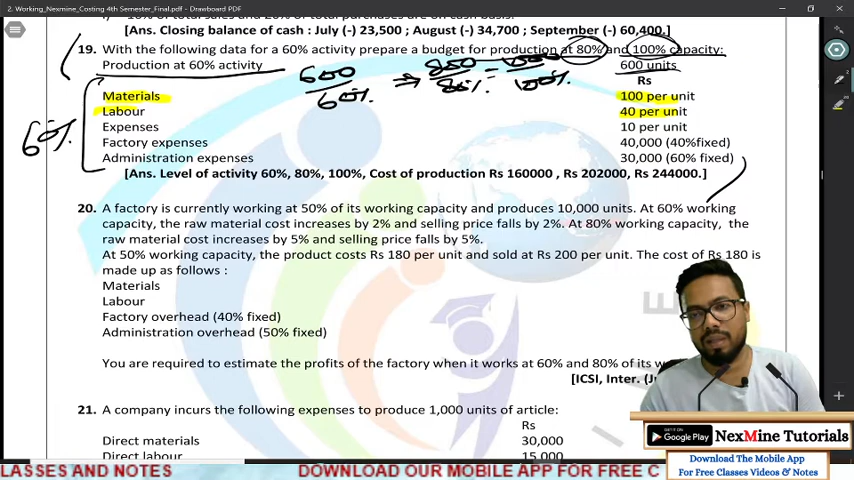 2. Working_Nexmine_Costing 4th Semester_Final.pdf - Drawboard PDF
[Ans. Closing balance of cash : July (-) 23,500 ; August (-) 34,700 ; September (-) 60,400.]
19. With the following data for a 60% activity prepare a budget for production at 80% and 100% capacity:
Production at 60% activity 600 units
600/60% ⇒ 800/80% = 1000/100%
Rs
Materials 100 per unit
Labour 40 per unit
60%
Expenses 10 per unit
Factory expenses 40,000 (40%fixed)
Administration expenses 30,000 (60% fixed)
[Ans. Level of activity 60%, 80%, 100%, Cost of production Rs 160000 , Rs 202000, Rs 244000.]
20. A factory is currently working at 50% of its working capacity and produces 10,000 units. At 60% working
capacity, the raw material cost increases by 2% and selling price falls by 2%. At 80% working capacity, the
raw material cost increases by 5% and selling price falls by 5%.
At 50% working capacity, the product costs Rs 180 per unit and sold at Rs 200 per unit. The cost of Rs 180 is
made up as follows :
Materials
Labour
Factory overhead (40% fixed)
Administration overhead (50% fixed)
You are required to estimate the profits of the factory when it works at 60% and 80% of its
[ICSI, Inter.
21. A company incurs the following expenses to produce 1,000 units of article:
Rs
Direct materials 30,000
Direct labour 15,000
GET IT ON
Google Play
NexMine Tutorials
Download The Mobile App
For Free Classes Videos & Notes
LASSES AND NOTES DOWNLOAD OUR MOBILE APP FOR FREE C